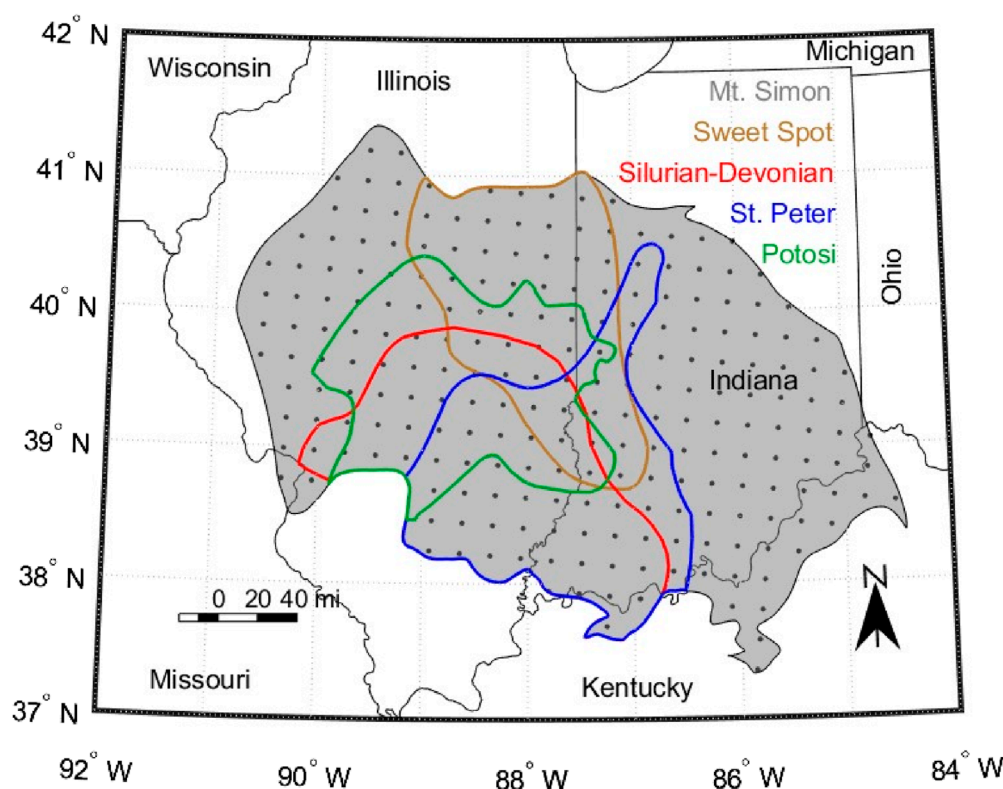 42° N
Michigan
Wisconsin
Illinois
Mt. Simon
Sweet Spot
41° N
Silurian-Devonian
St. Peter
Potosi
Ohio
40° N
Indiana
39° N
38° N
N
0 20 40 mi
Missouri
Kentucky
37° N
92° W 90° W 88° W 86° W 84° W